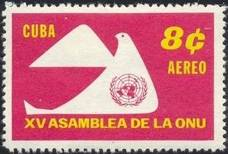 CUBA
8¢
AEREO
XV ASAMBLEA DE LA ONU